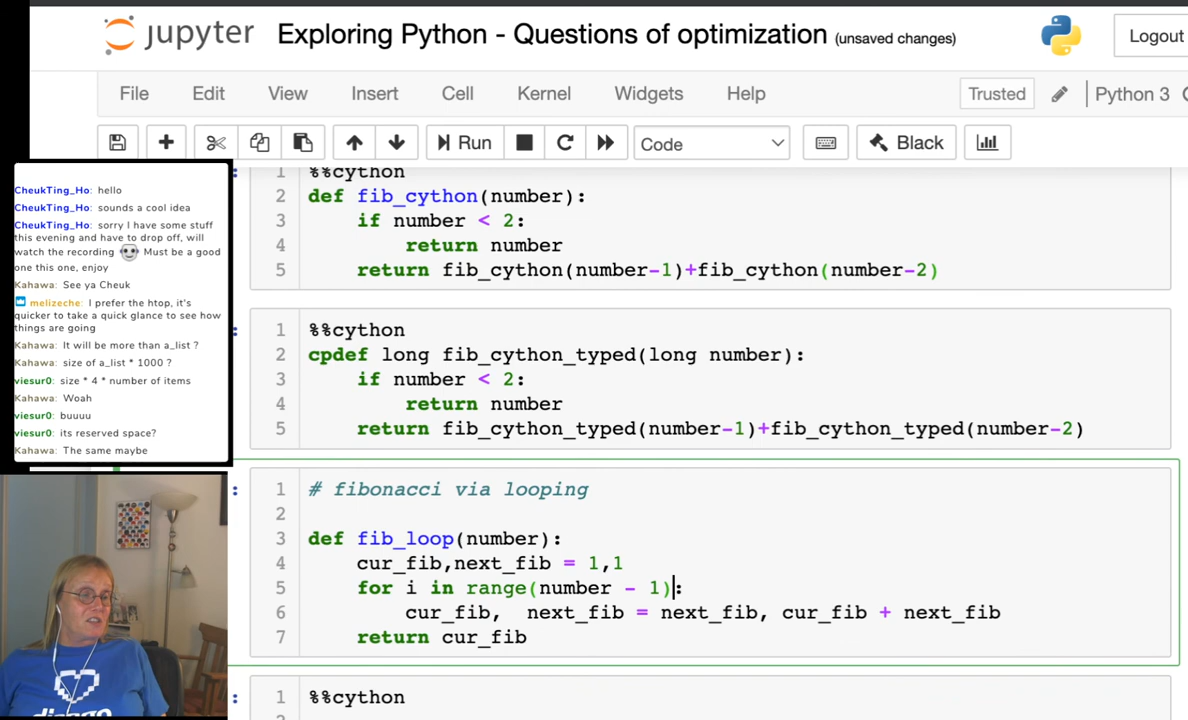 jupyter Exploring Python - Questions of optimization (unsaved changes) Logout
File Edit View Insert Cell Kernel Widgets Help Trusted Python 3
Run Code Black
CheukTing_Ho: hello
CheukTing_Ho: sounds a cool idea
CheukTing_Ho: sorry I have some stuff
this evening and have to drop off, will
watch the recording Must be a good
one this one, enjoy
Kahawa: See ya Cheuk
melizeche: I prefer the htop, it's
quicker to take a quick glance to see how
things are going
Kahawa: It will be more than a_list ?
Kahawa: size of a_list * 1000 ?
viesur0: size * 4 * number of items
Kahawa: Woah
viesur0: buuuu
viesur0: its reserved space?
Kahawa: The same maybe
1 %%cython
2 def fib_cython(number):
3 if number < 2:
4 return number
5 return fib_cython(number-1)+fib_cython(number-2)
1 %%cython
2 cpdef long fib_cython_typed(long number):
3 if number < 2:
4 return number
5 return fib_cython_typed(number-1)+fib_cython_typed(number-2)
1 # fibonacci via looping
2
3 def fib_loop(number):
4 cur_fib,next_fib = 1,1
5 for i in range(number - 1):
6 cur_fib, next_fib = next_fib, cur_fib + next_fib
7 return cur_fib
1 %%cython
django